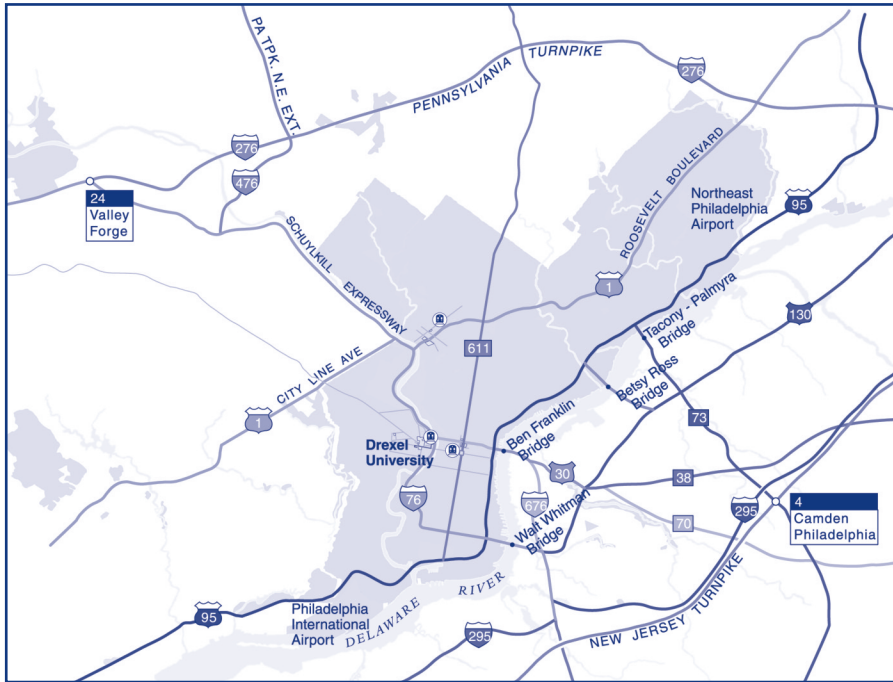 PA TPK. N.E. EXT.
PENNSYLVANIA TURNPIKE
276
276
476
24
Valley
Forge
SCHUYLKILL EXPRESSWAY
ROOSEVELT BOULEVARD
Northeast
Philadelphia
Airport
95
1
130
Tacony - Palmyra
Bridge
611
CITY LINE AVE
1
Betsy Ross
Bridge
73
Drexel
University
Ben Franklin
Bridge
30
38
76
676
Walt Whitman
Bridge
70
295
4
Camden
Philadelphia
95
Philadelphia
International
Airport
DELAWARE RIVER
295
NEW JERSEY TURNPIKE